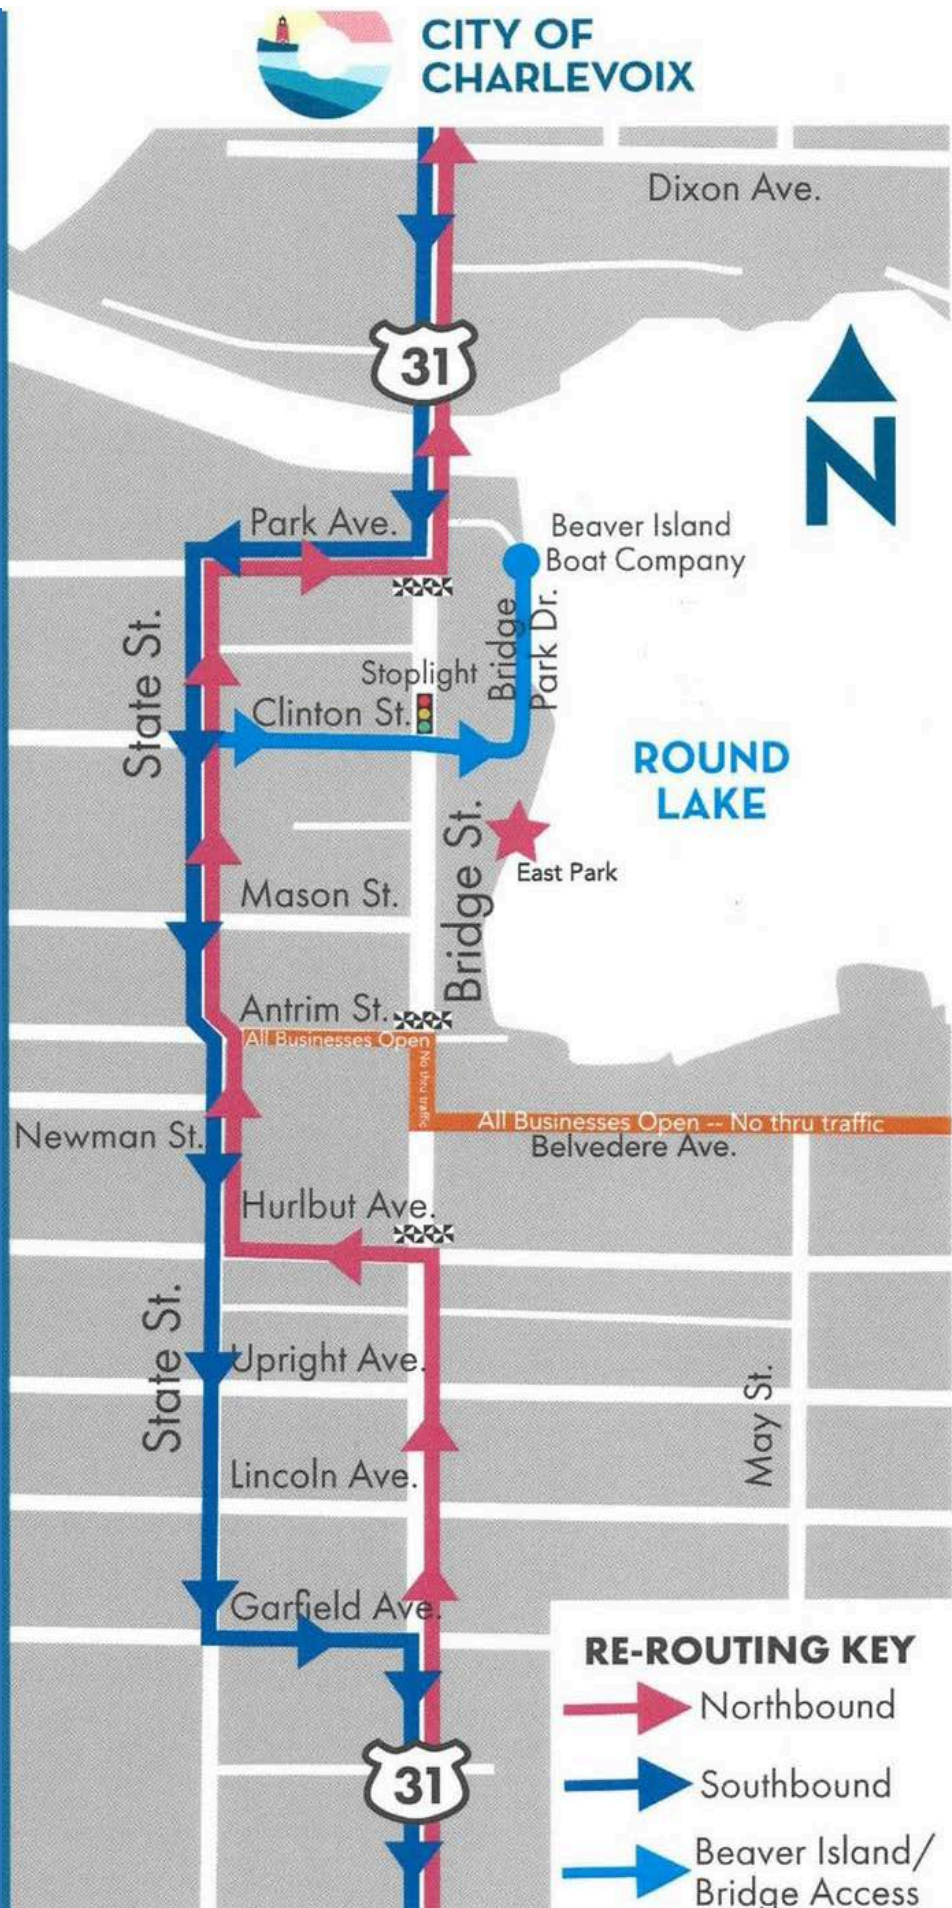 CITY OF
CHARLEVOIX
Dixon Ave.
31
N
Park Ave.
Beaver Island
Boat Company
Bridge
Park Dr.
State St.
Stoplight
Clinton St.
ROUND
LAKE
Bridge St.
East Park
Mason St.
Antrim St.
All Businesses Open
No thru traffic
All Businesses Open -- No thru traffic
Belvedere Ave.
Newman St.
Hurlbut Ave.
State St.
Upright Ave.
May St.
Lincoln Ave.
Garfield Ave.
RE-ROUTING KEY
Northbound
31
Southbound
Beaver Island/
Bridge Access